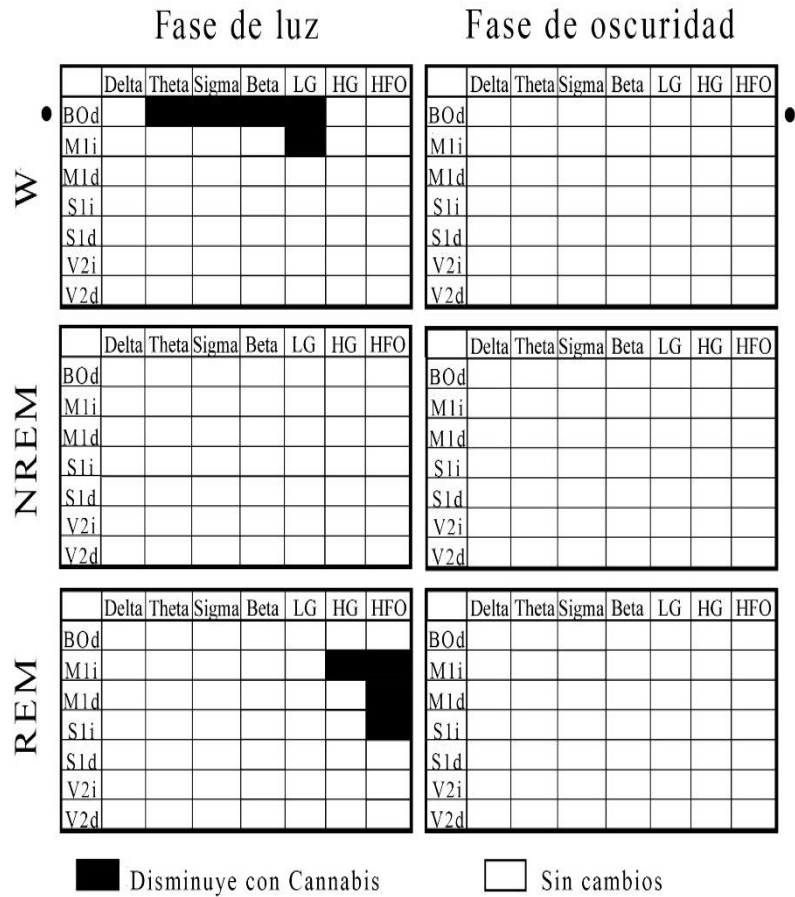 Fase de luz Fase de oscuridad
W
Delta Theta Sigma Beta LG HG HFO
BOd
M1i
M1d
S1i
S1d
V2i
V2d
Delta Theta Sigma Beta LG HG HFO
BOd
M1i
M1d
S1i
S1d
V2i
V2d
NREM
Delta Theta Sigma Beta LG HG HFO
BOd
M1i
M1d
S1i
S1d
V2i
V2d
Delta Theta Sigma Beta LG HG HFO
BOd
M1i
M1d
S1i
S1d
V2i
V2d
REM
Delta Theta Sigma Beta LG HG HFO
BOd
M1i
M1d
S1i
S1d
V2i
V2d
Delta Theta Sigma Beta LG HG HFO
BOd
M1i
M1d
S1i
S1d
V2i
V2d
Disminuye con Cannabis Sin cambios